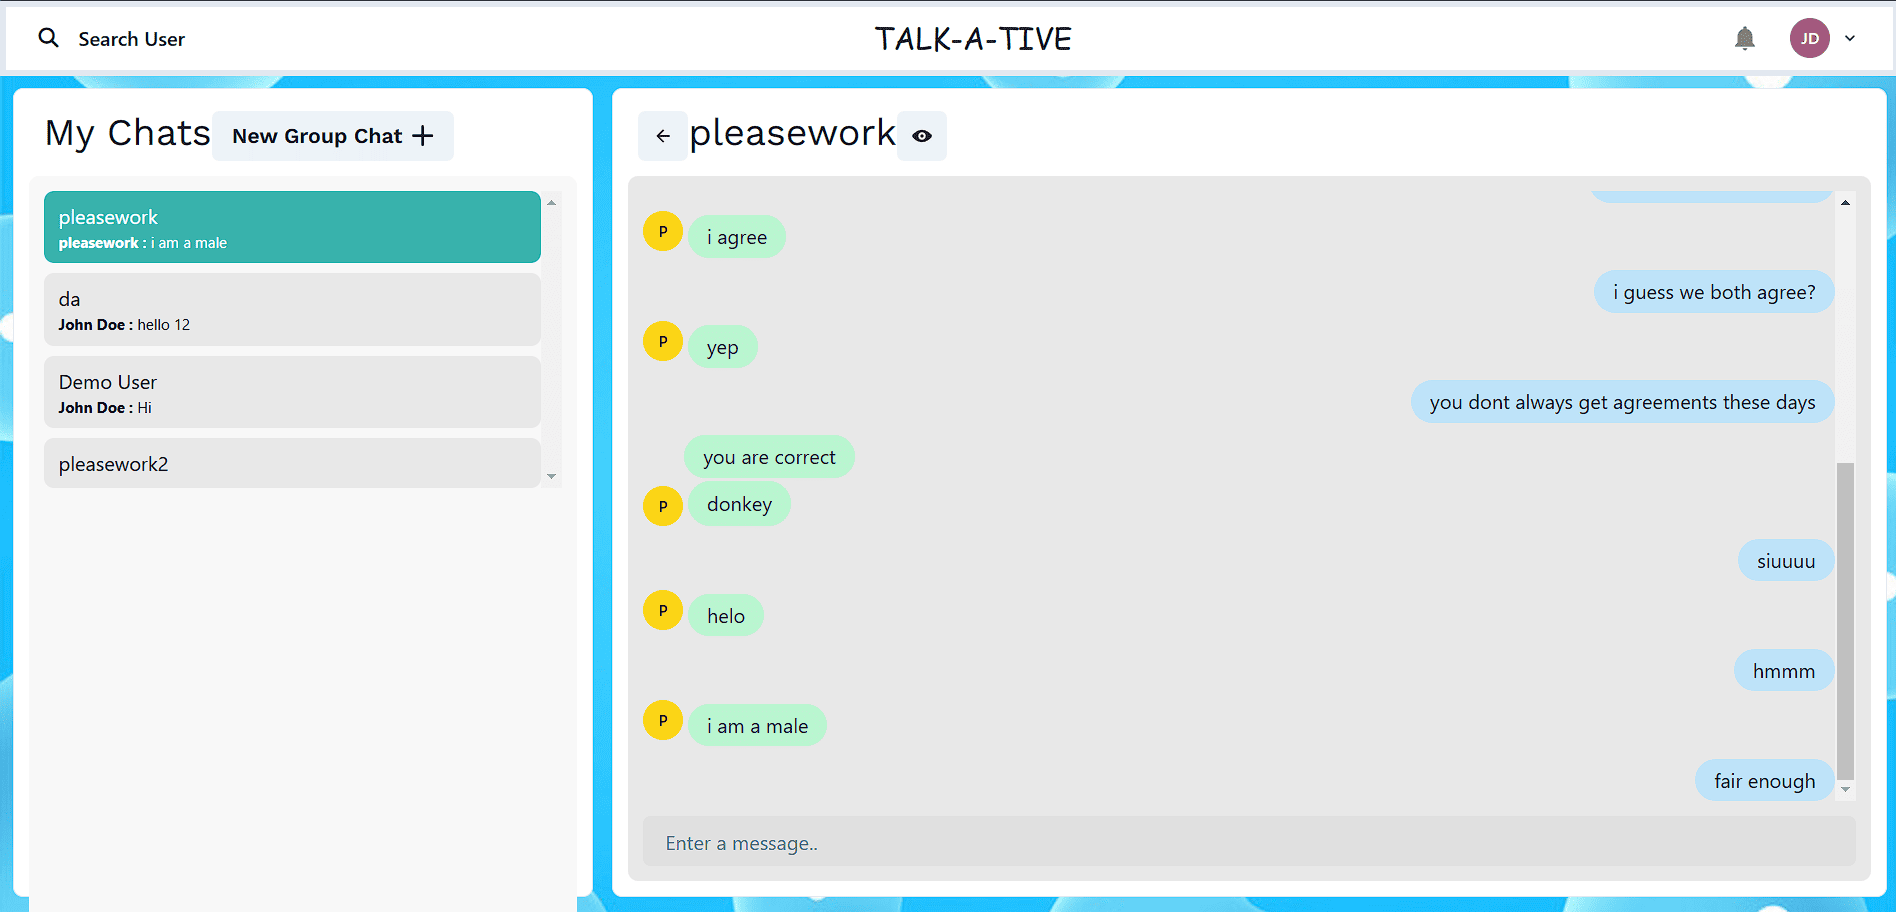 Search User
TALK-A-TIVE
JD
My Chats
New Group Chat
pleasework
pleasework : i am a male
da
John Doe : hello 12
Demo User
John Doe : Hi
pleasework2
pleasework
P
i agree
i guess we both agree?
P
yep
you dont always get agreements these days
you are correct
P
donkey
siuuuu
P
helo
hmmm
P
i am a male
fair enough
Enter a message..